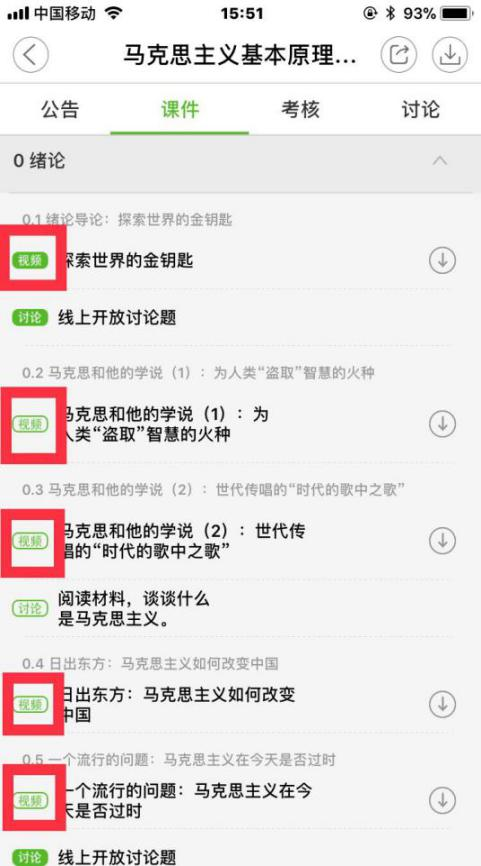 中国移动 15:51 93%
马克思主义基本原理...
公告 课件 考核 讨论
0 绪论
0.1 绪论导论：探索世界的金钥匙
视频 探索世界的金钥匙
讨论 线上开放讨论题
0.2 马克思和他的学说（1）：为人类“盗取”智慧的火种
视频 马克思和他的学说（1）：为
人类“盗取”智慧的火种
0.3 马克思和他的学说（2）：世代传唱的“时代的歌中之歌”
视频 马克思和他的学说（2）：世代传
唱的“时代的歌中之歌”
讨论 阅读材料，谈谈什么
是马克思主义。
0.4 日出东方：马克思主义如何改变中国
视频 日出东方：马克思主义如何改变
中国
0.5 一个流行的问题：马克思主义在今天是否过时
视频 一个流行的问题：马克思主义在今
天是否过时
讨论 线上开放讨论题